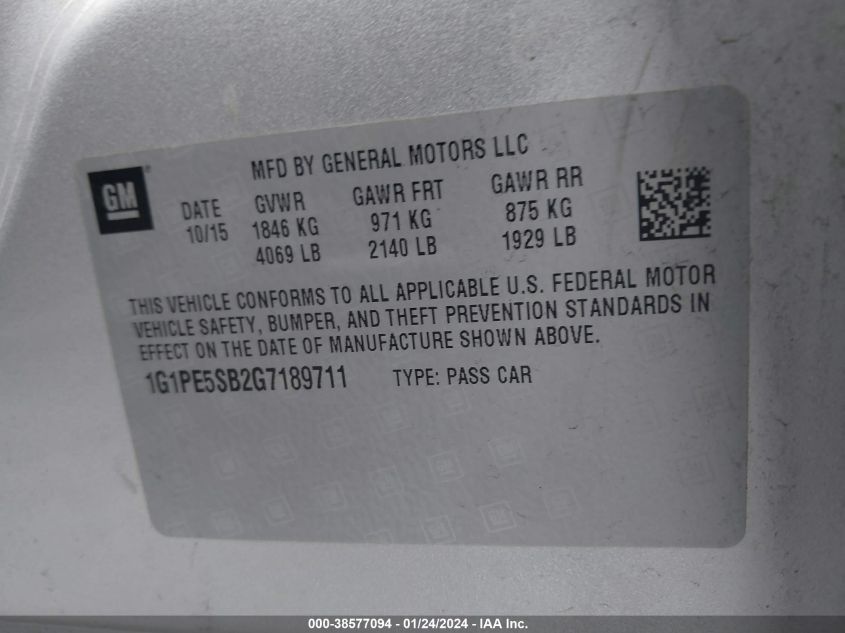 MFD BY GENERAL MOTORS LLC
GM®
DATE GVWR GAWR FRT GAWR RR
10/15 1846 KG 971 KG 875 KG
4069 LB 2140 LB 1929 LB
THIS VEHICLE CONFORMS TO ALL APPLICABLE U.S. FEDERAL MOTOR
VEHICLE SAFETY, BUMPER, AND THEFT PREVENTION STANDARDS IN
EFFECT ON THE DATE OF MANUFACTURE SHOWN ABOVE.
1G1PE5SB2G7189711 TYPE: PASS CAR
000-38577094 - 01/24/2024 - IAA Inc.